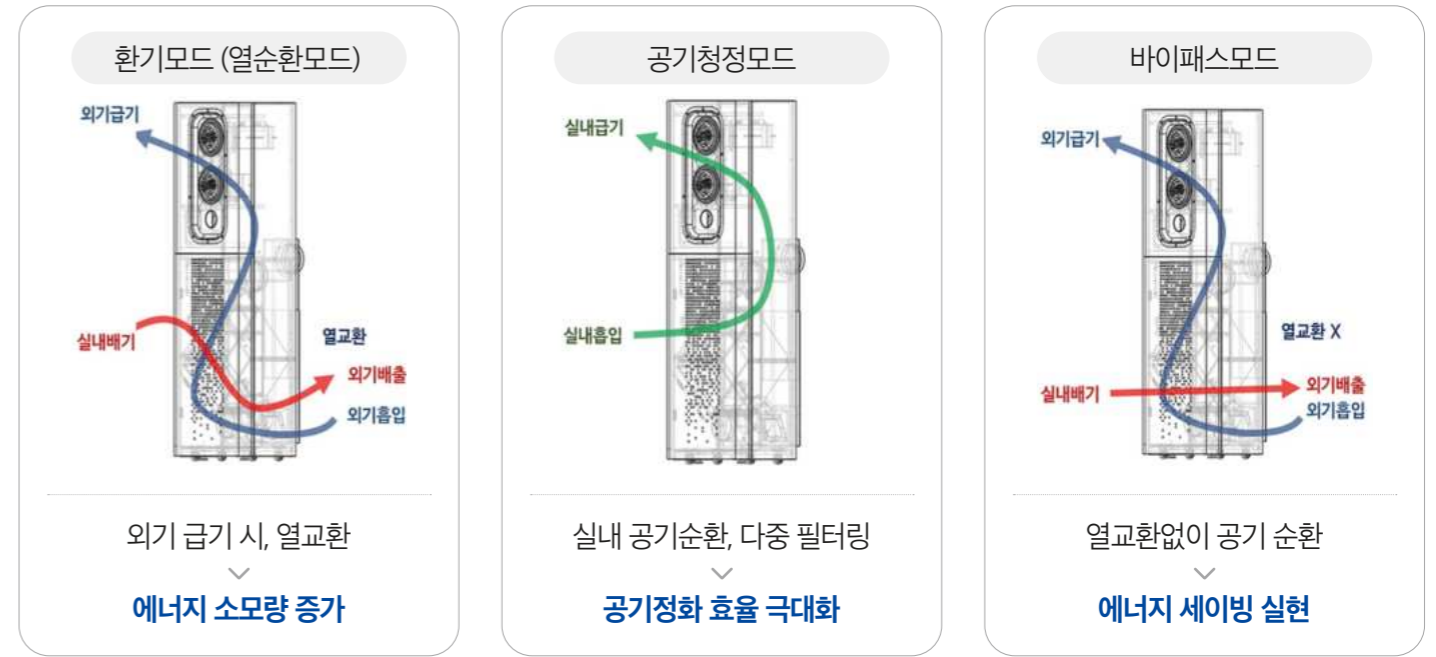 환기모드 (열순환모드)
외기급기
실내배기
열교환
외기배출
외기흡입
외기 급기 시, 열교환
에너지 소모량 증가
공기청정모드
실내급기
실내흡입
실내 공기순환, 다중 필터링
공기정화 효율 극대화
바이패스모드
외기급기
열교환 X
실내배기
외기배출
외기흡입
열교환없이 공기 순환
에너지 세이빙 실현